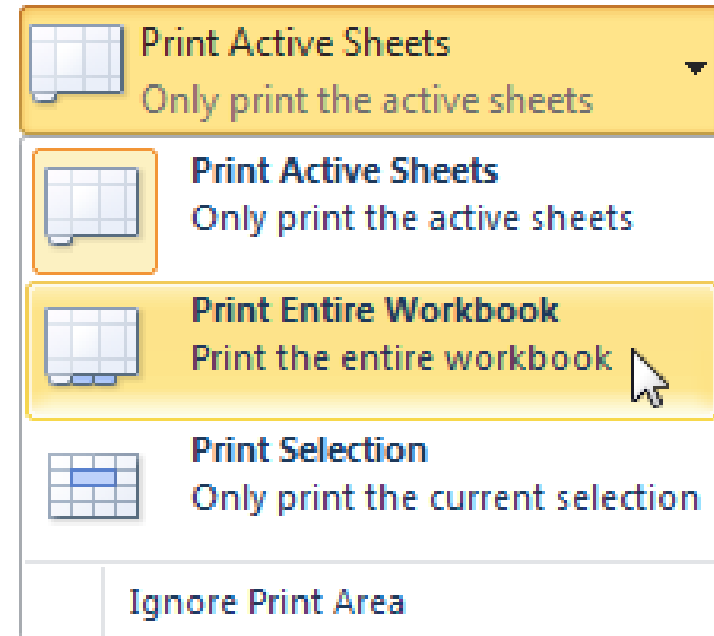 Print Active Sheets
Only print the active sheets
Print Active Sheets
Only print the active sheets
Print Entire Workbook
Print the entire workbook
Print Selection
Only print the current selection
Ignore Print Area